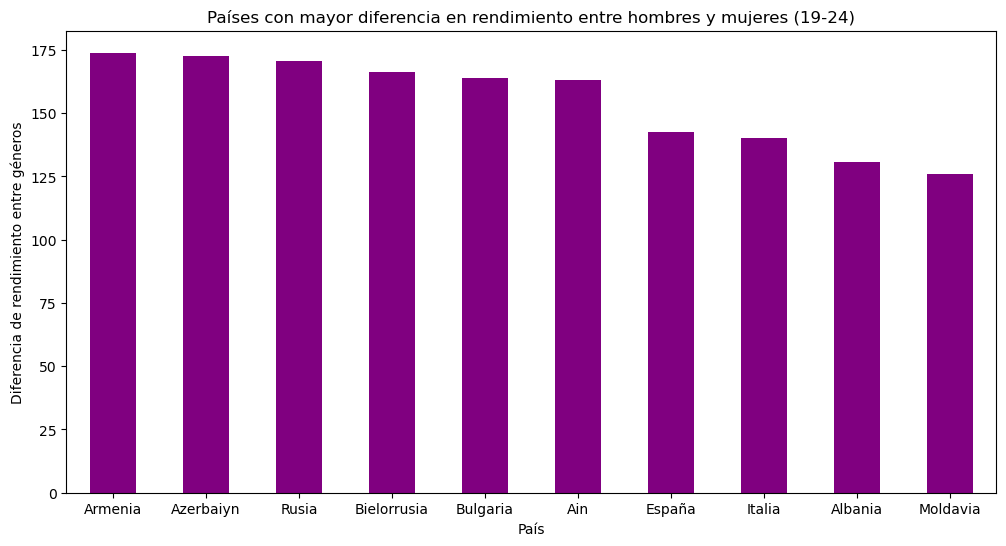 Países con mayor diferencia en rendimiento entre hombres y mujeres (19-24)
Diferencia de rendimiento entre géneros
175
150
125
100
75
50
25
0
Armenia Azerbaiyn Rusia Bielorrusia Bulgaria Ain España Italia Albania Moldavia
País